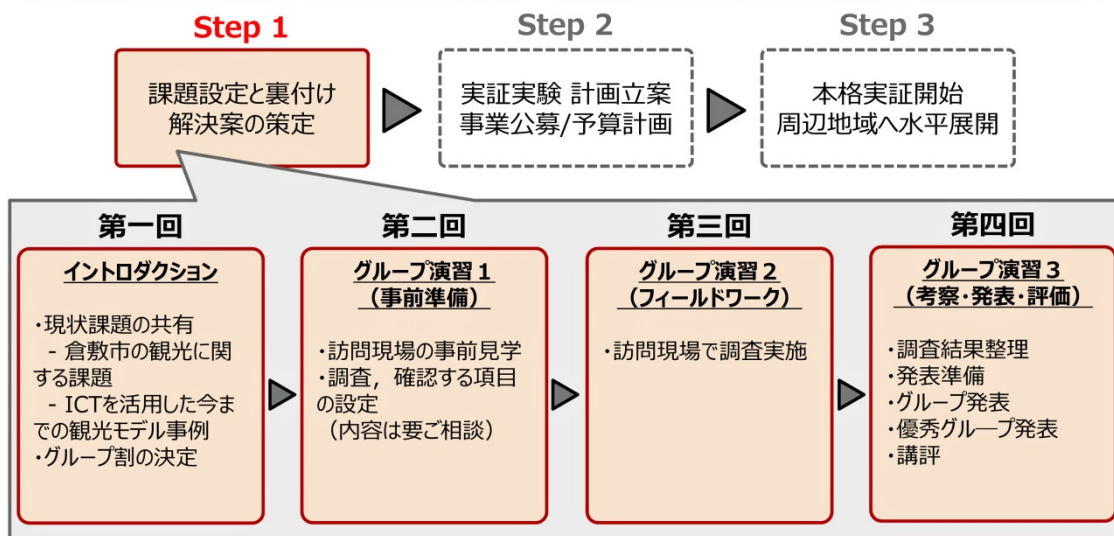 Step 1
Step 2
Step 3
課題設定と裏付け
解決案の策定
実証実験 計画立案
事業公募/予算計画
本格実証開始
周辺地域へ水平展開
第一回
イントロダクション
・現状課題の共有
- 倉敷市の観光に関
する課題
- ICTを活用した今ま
での観光モデル事例
・グループ割の決定
第二回
グループ演習1
(事前準備)
・訪問現場の事前見学
・調査，確認する項目
の設定
(内容は要ご相談)
第三回
グループ演習2
(フィールドワーク)
・訪問現場で調査実施
第四回
グループ演習3
(考察・発表・評価)
・調査結果整理
・発表準備
・グループ発表
・優秀グループ発表
・講評